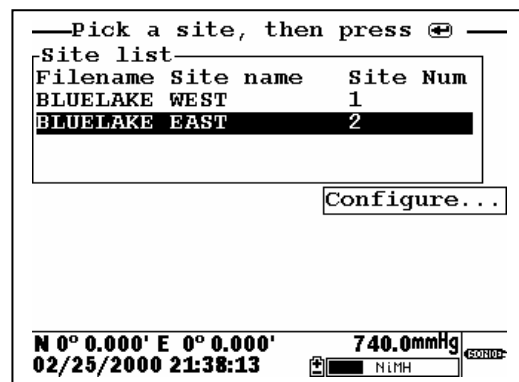 Pick a site, then press
Site list
Filename Site name Site Num
BLUELAKE WEST 1
BLUELAKE EAST 2
Configure...
N 0° 0.000' E 0° 0.000' 740.0mmHg
02/25/2000 21:38:13 NiMH